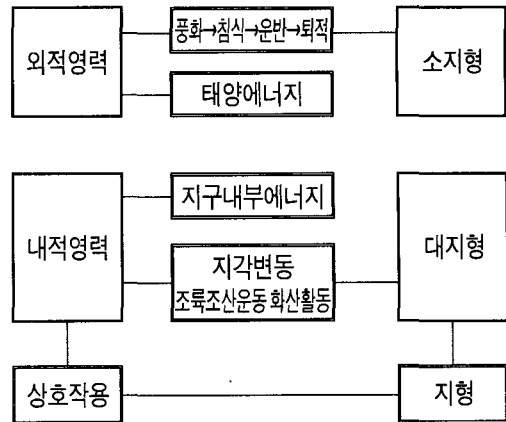 외적영력
풍화→침식→운반→퇴적
소지형
태양에너지
내적영력
지구내부에너지
대지형
지각변동
조륙조산운동 화산활동
상호작용
지형